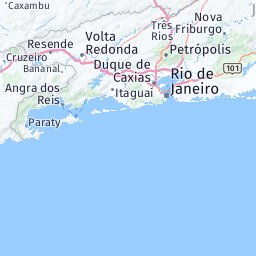 Caxambu
Nova
Friburgo
Três
Rios
Volta
Redonda
Resende
Petrópolis
Cruzeiro
Bananal
Duque de
Caxias
Rio de
Janeiro
101
Angra dos
Reis
Itaguaí
Paraty